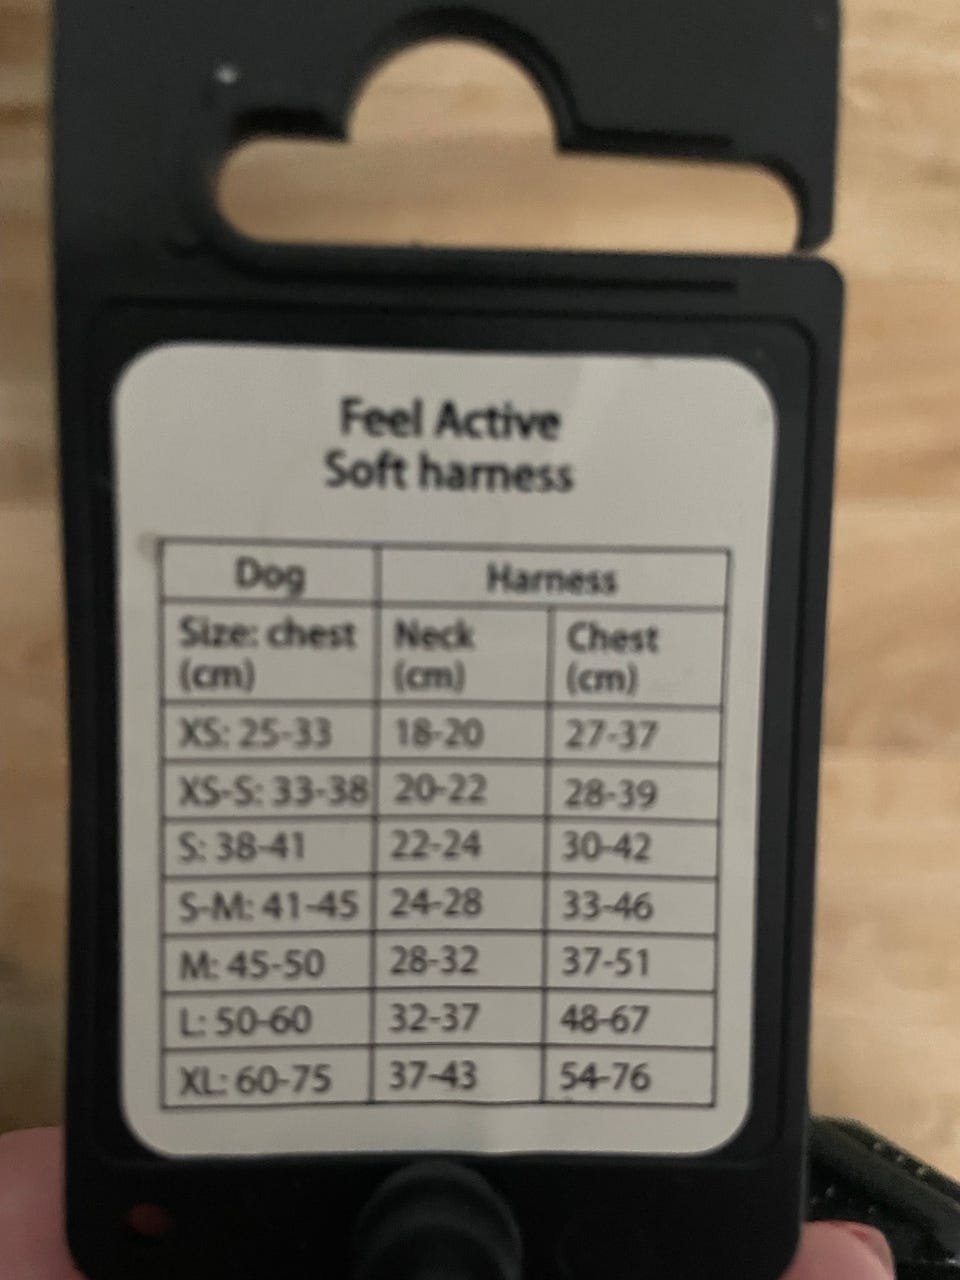 Feel Active
Soft harness
Dog Harness
Size: chest (cm) Neck (cm) Chest (cm)
XS: 25-33 18-20 27-37
XS-S: 33-38 20-22 28-39
S: 38-41 22-24 30-42
S-M: 41-45 24-28 33-46
M: 45-50 28-32 37-51
L: 50-60 32-37 48-67
XL: 60-75 37-43 54-76